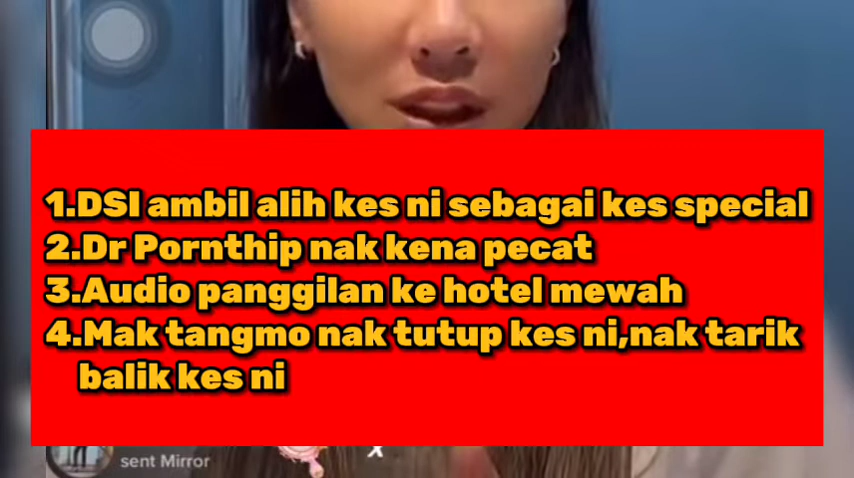 1.DSI ambil alih kes ni sebagai kes special
2.Dr Pornthip nak kena pecat
3.Audio panggilan ke hotel mewah
4.Mak tangmo nak tutup kes ni,nak tarik
balik kes ni
sent Mirror
x